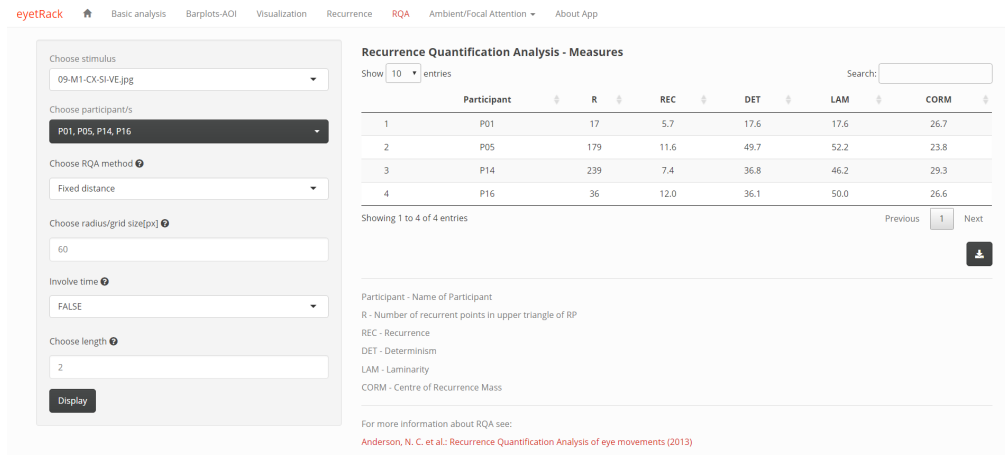 eyetRack Basic analysis Barplots-AOI Visualization Recurrence RQA Ambient/Focal Attention About App
Choose stimulus
09-M1-CX-SI-VE.jpg
Choose participant/s
P01, P05, P14, P16
Choose RQA method
Fixed distance
Choose radius/grid size[px]
60
Involve time
FALSE
Choose length
2
Display
Recurrence Quantification Analysis - Measures
Show 10 entries Search:
Participant R REC DET LAM CORM
1 P01 17 5.7 17.6 17.6 26.7
2 P05 179 11.6 49.7 52.2 23.8
3 P14 239 7.4 36.8 46.2 29.3
4 P16 36 12.0 36.1 50.0 26.6
Showing 1 to 4 of 4 entries Previous 1 Next
Participant - Name of Participant
R - Number of recurrent points in upper triangle of RP
REC - Recurrence
DET - Determinism
LAM - Laminarity
CORM - Centre of Recurrence Mass
For more information about RQA see:
Anderson, N. C. et al.: Recurrence Quantification Analysis of eye movements (2013)